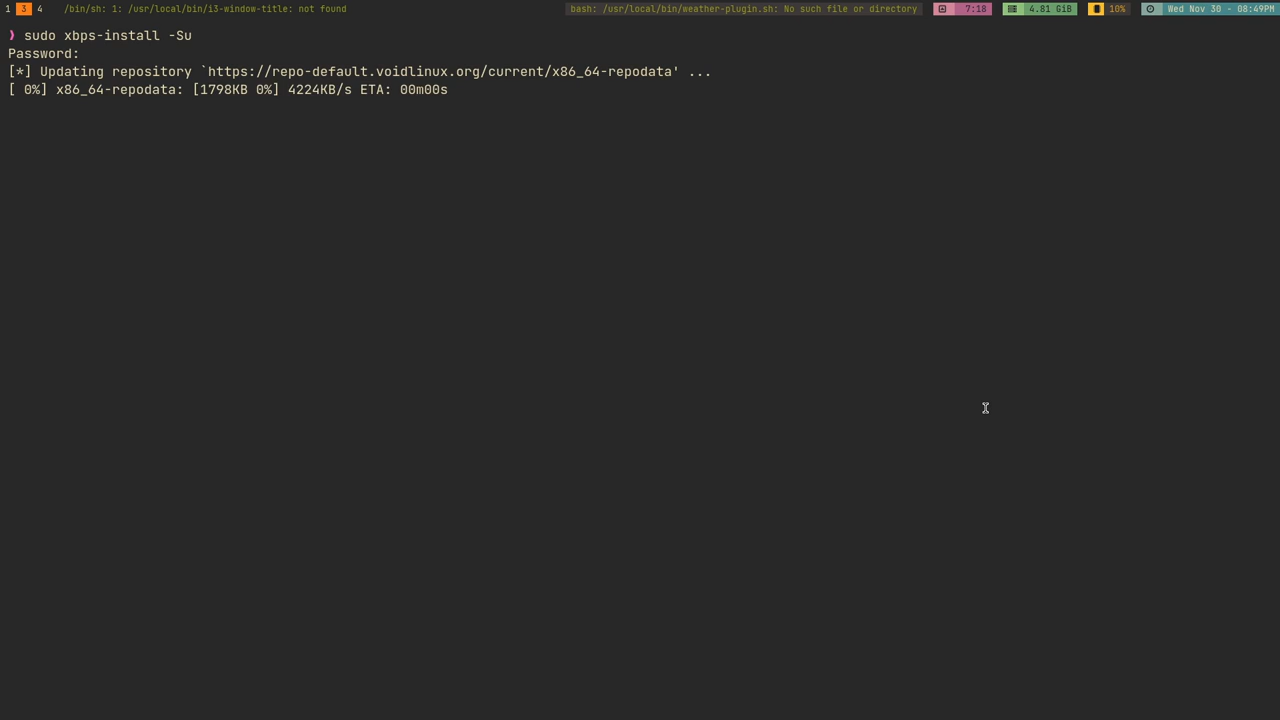 1 3 4 /bin/sh: 1: /usr/local/bin/i3-window-title: not found bash: /usr/local/bin/weather-plugin.sh: No such file or directory 7:18 4.81 GiB 10% Wed Nov 30 - 08:49PM
❱ sudo xbps-install -Su
Password:
[*] Updating repository `https://repo-default.voidlinux.org/current/x86_64-repodata' ...
[ 0%] x86_64-repodata: [1798KB 0%] 4224KB/s ETA: 00m00s